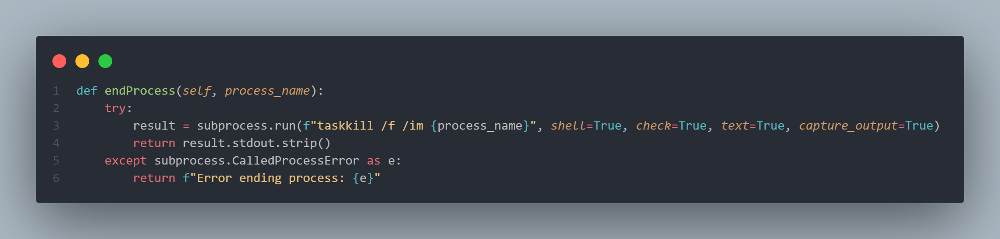 1 def endProcess(self, process_name):
2     try:
3         result = subprocess.run(f"taskkill /f /im {process_name}", shell=True, check=True, text=True, capture_output=True)
4         return result.stdout.strip()
5     except subprocess.CalledProcessError as e:
6         return f"Error ending process: {e}"